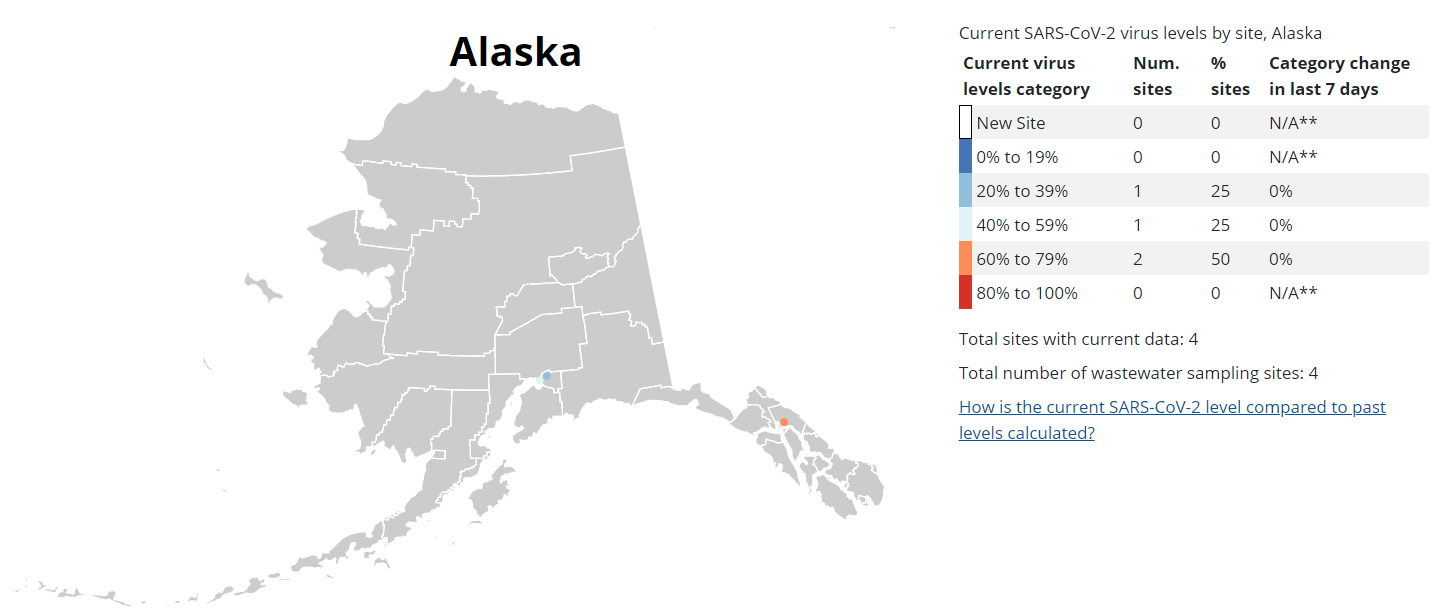 Alaska
Current SARS-CoV-2 virus levels by site, Alaska
Current virus levels category Num. sites % sites Category change in last 7 days
New Site 0 0 N/A**
0% to 19% 0 0 N/A**
20% to 39% 1 25 0%
40% to 59% 1 25 0%
60% to 79% 2 50 0%
80% to 100% 0 0 N/A**
Total sites with current data: 4
Total number of wastewater sampling sites: 4
How is the current SARS-CoV-2 level compared to past
levels calculated?